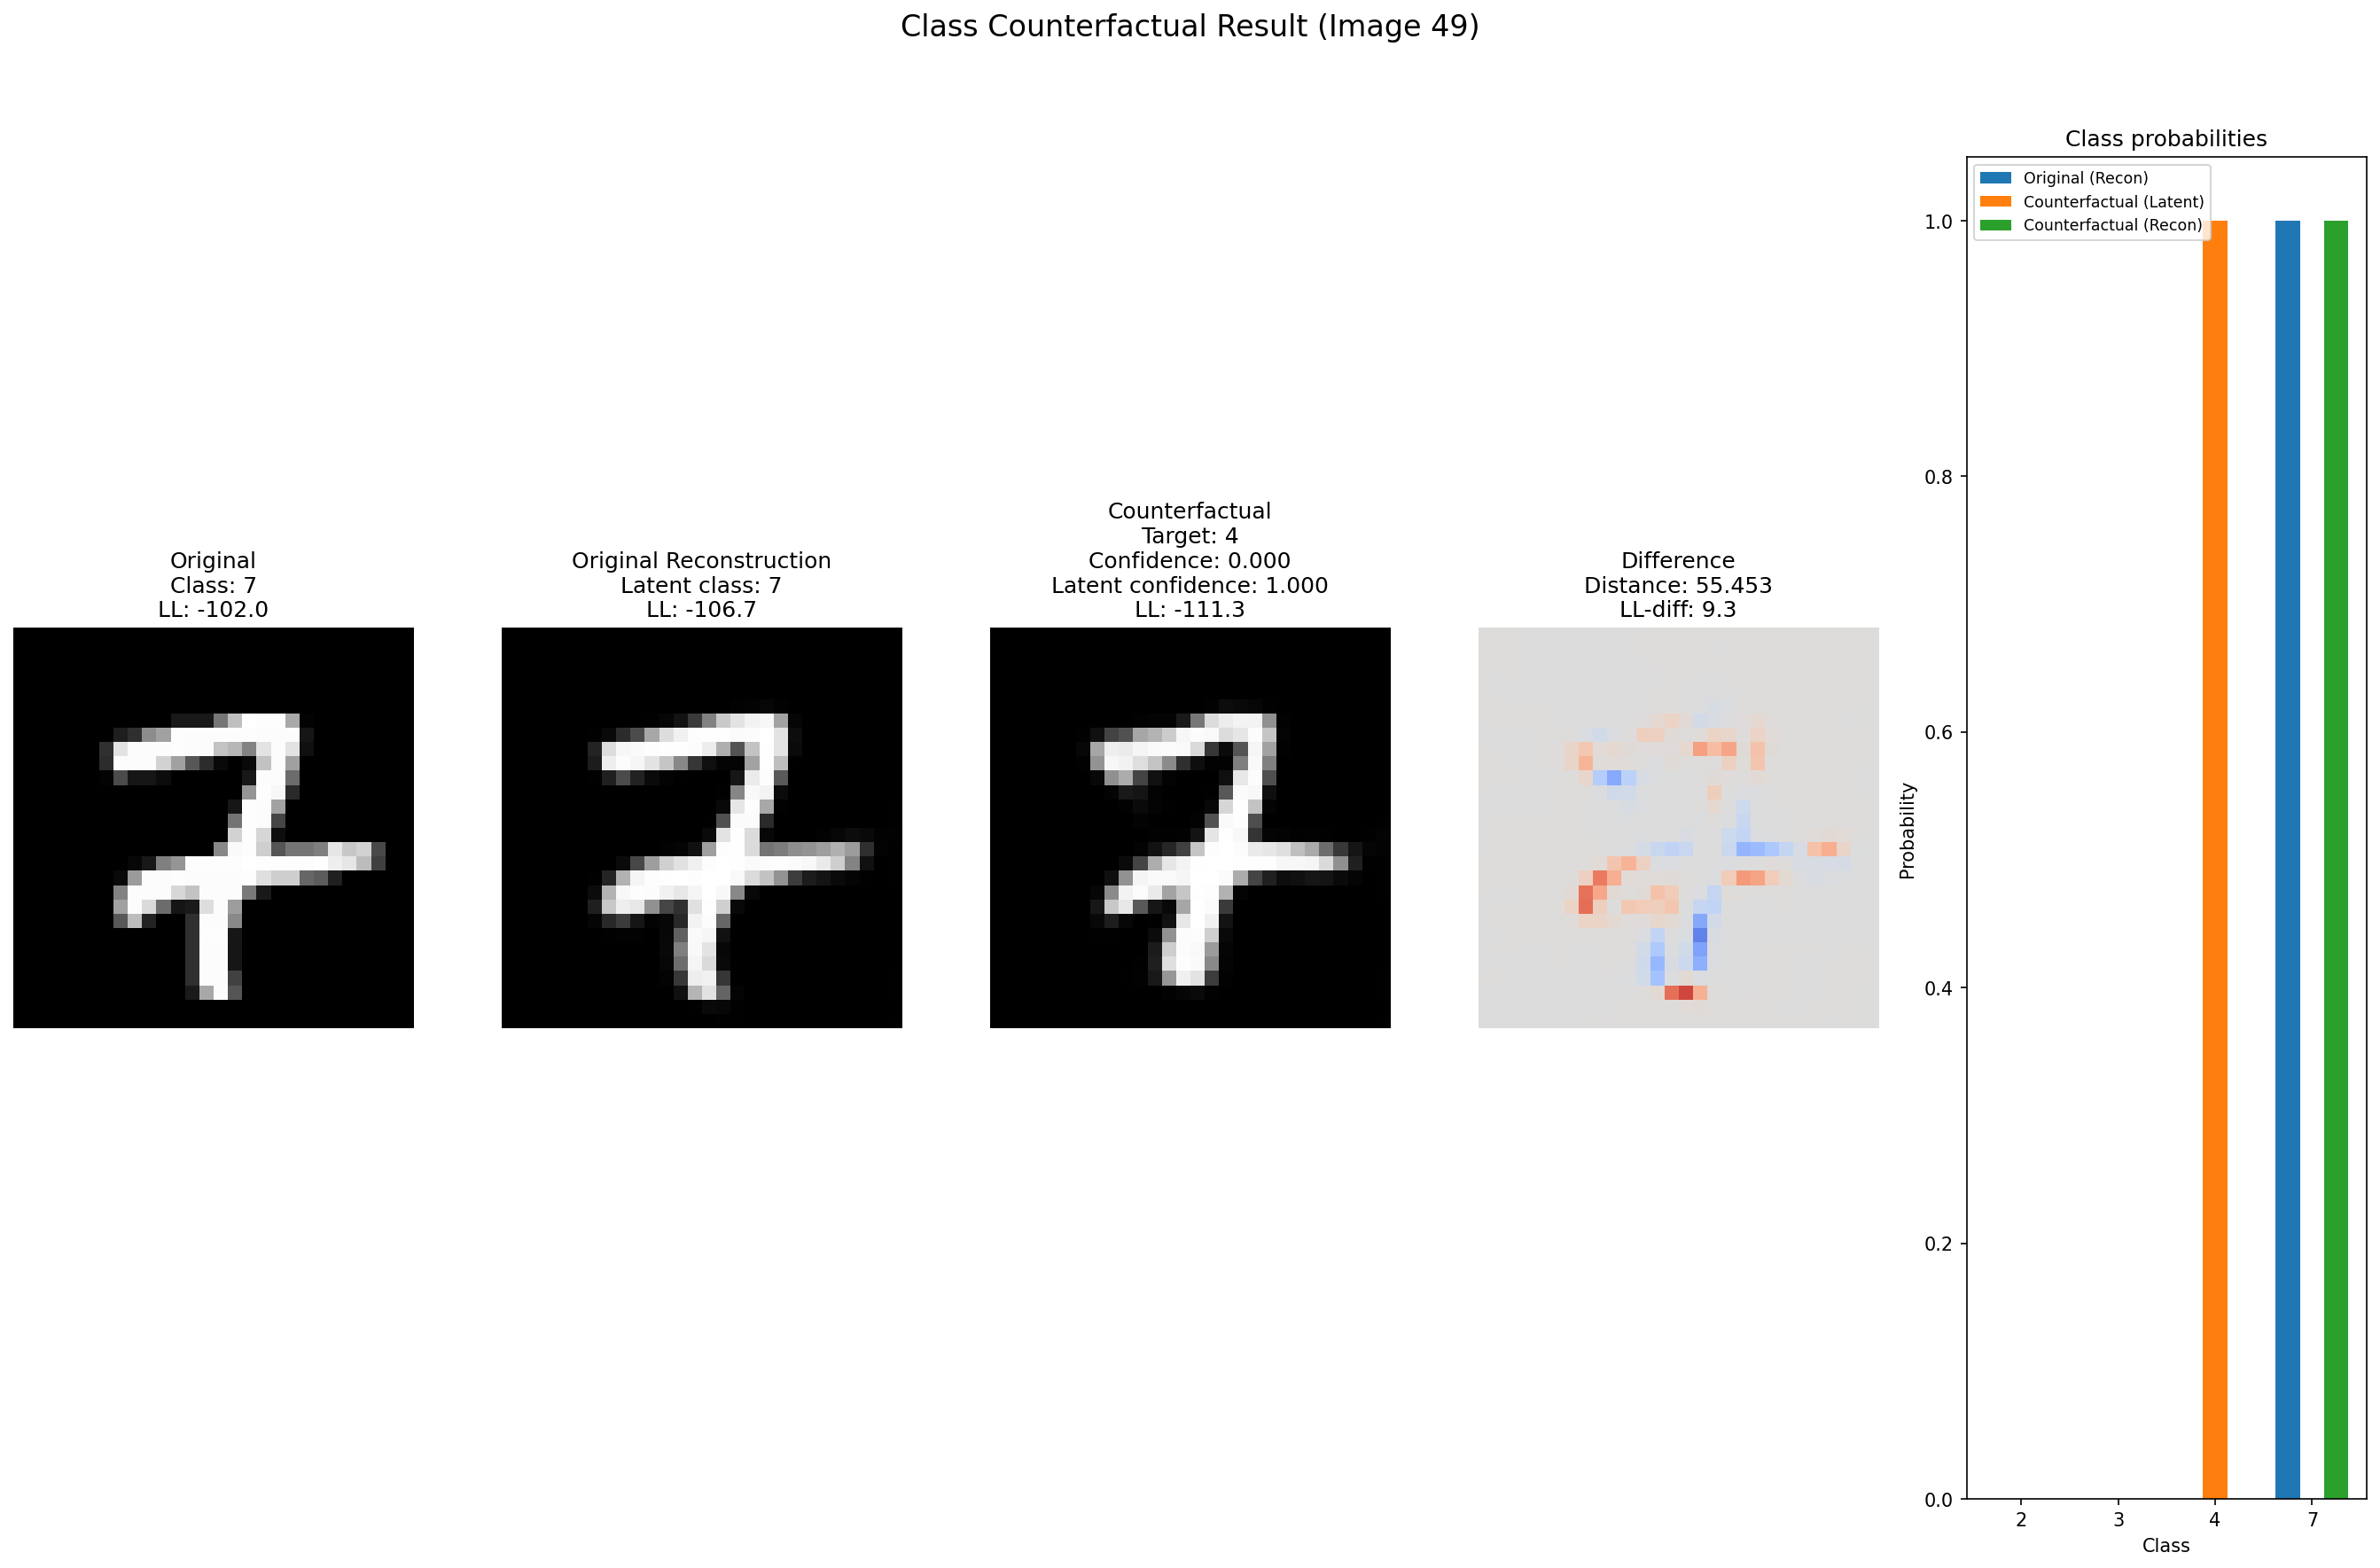 Class Counterfactual Result (Image 49)
Original
Class: 7
LL: -102.0
Original Reconstruction
Latent class: 7
LL: -106.7
Counterfactual
Target: 4
Confidence: 0.000
Latent confidence: 1.000
LL: -111.3
Difference
Distance: 55.453
LL-diff: 9.3
Class probabilities
Original (Recon)
Counterfactual (Latent)
Counterfactual (Recon)
1.0
0.8
0.6
0.4
0.2
0.0
Probability
2 3 4 7
Class
7 7 7